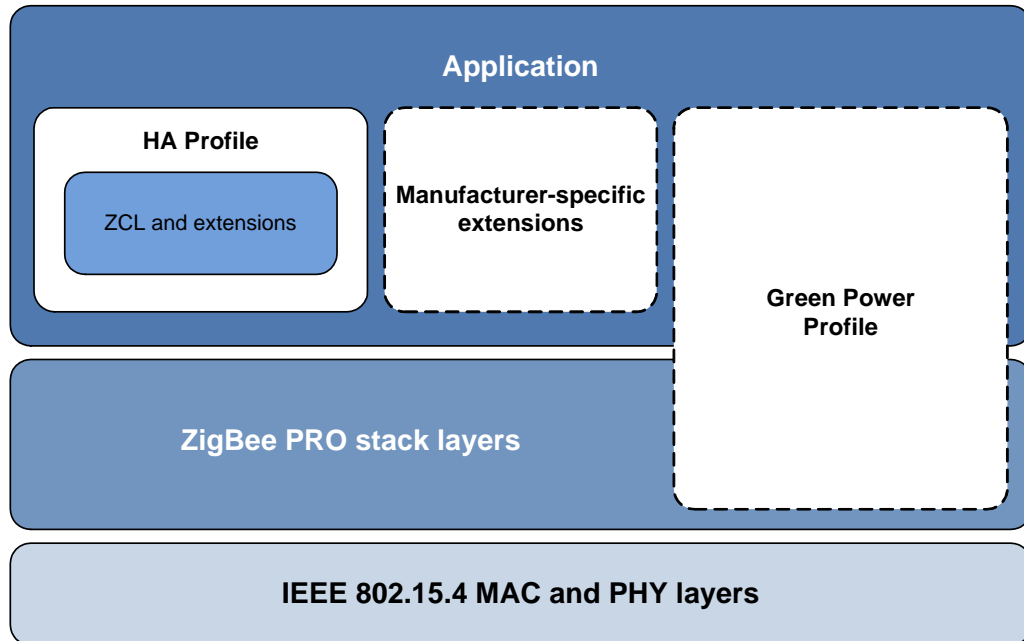 Application
HA Profile
ZCL and extensions
Manufacturer-specific
extensions
Green Power
Profile
ZigBee PRO stack layers
IEEE 802.15.4 MAC and PHY layers